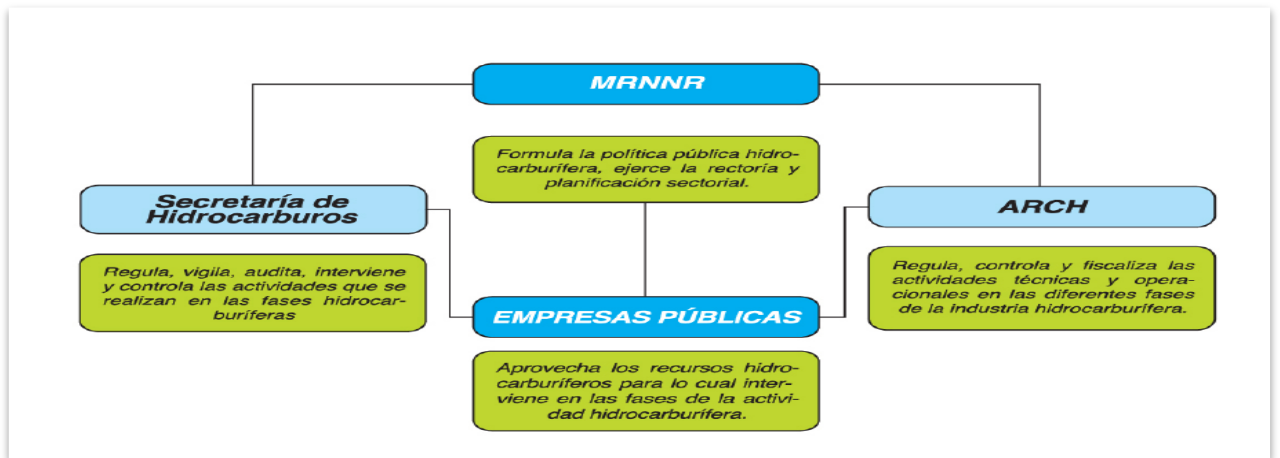 MRNNR
Formula la política pública hidro-
carburífera, ejerce la rectoría y
planificación sectorial.
Secretaría de
Hidrocarburos
Regula, vigila, audita, interviene
y controla las actividades que se
realizan en las fases hidrocar-
buríferas
ARCH
Regula, controla y fiscaliza las
actividades técnicas y opera-
cionales en las diferentes fases
de la industria hidrocarburífera.
EMPRESAS PÚBLICAS
Aprovecha los recursos hidro-
carburíferos para lo cual inter-
viene en las fases de la activi-
dad hidrocarburífera.